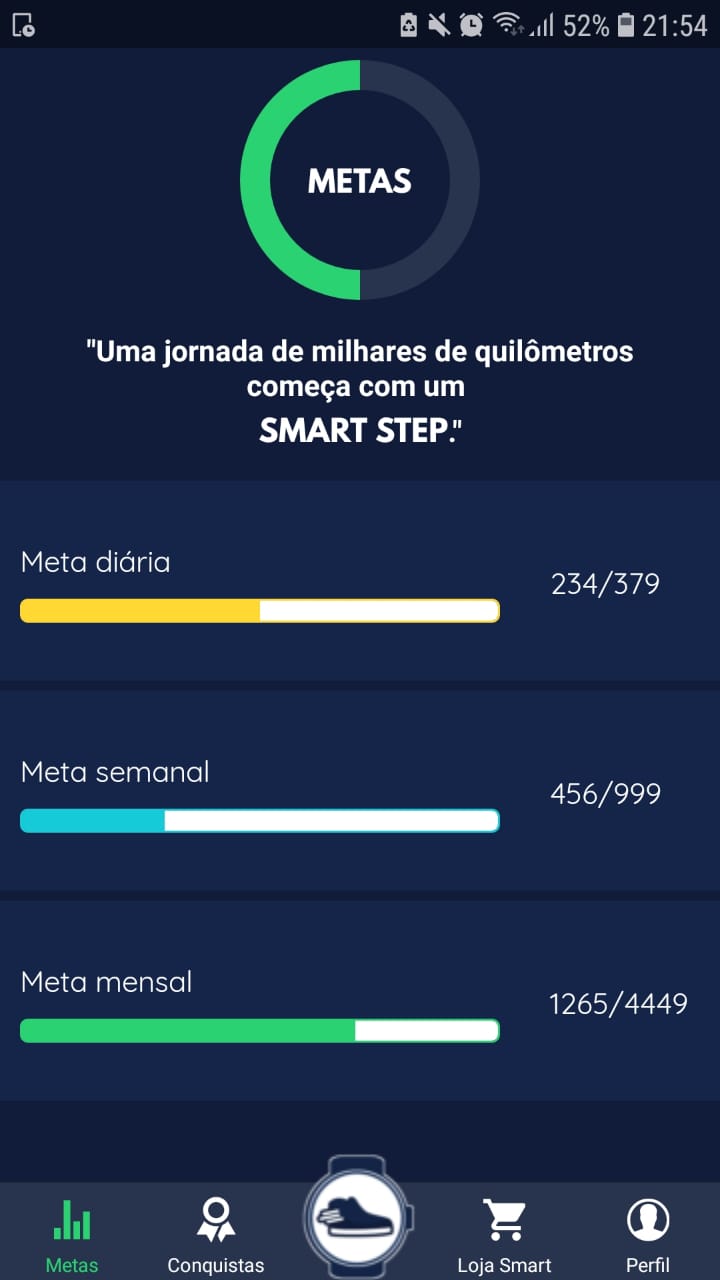 52% 21:54
METAS
"Uma jornada de milhares de quilômetros
começa com um
SMART STEP."
Meta diária
234/379
Meta semanal
456/999
Meta mensal
1265/4449
Metas
Conquistas
Loja Smart
Perfil